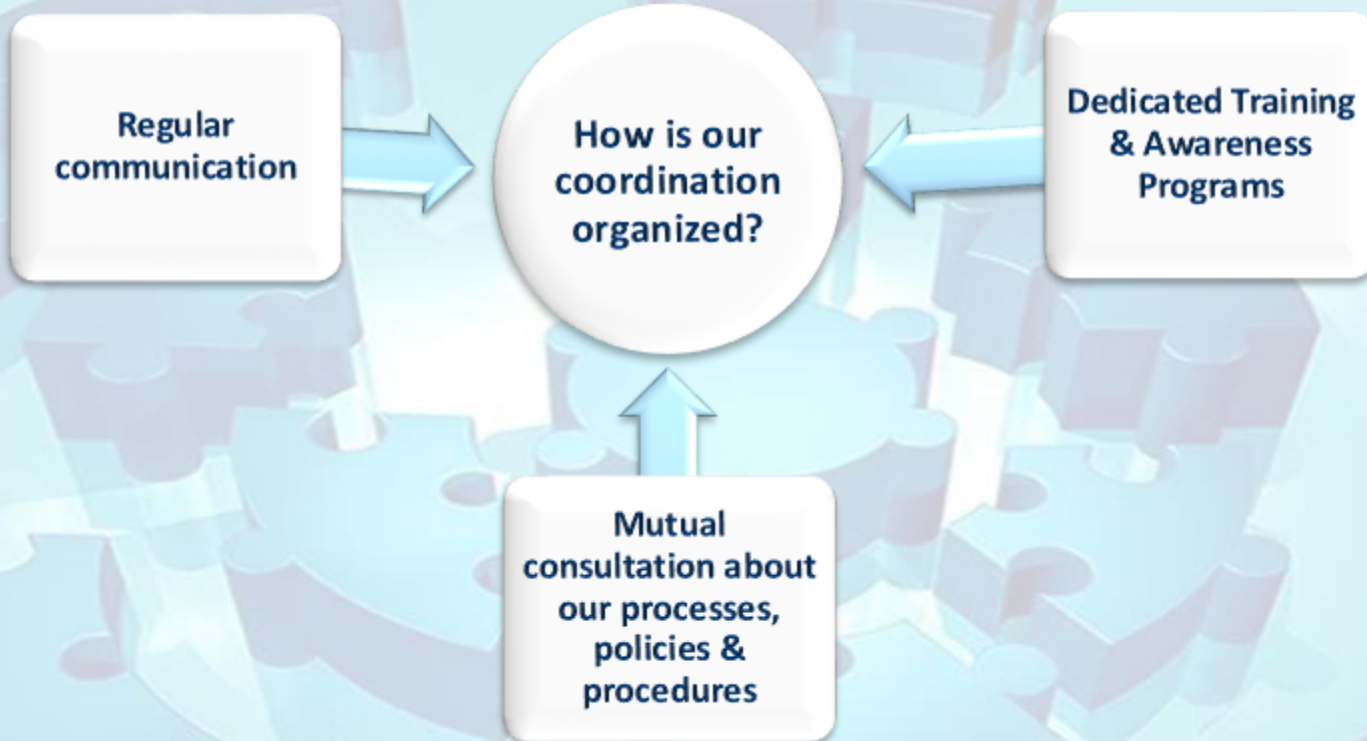 Regular
communication
How is our
coordination
organized?
Dedicated Training
& Awareness
Programs
Mutual
consultation about
our processes,
policies &
procedures